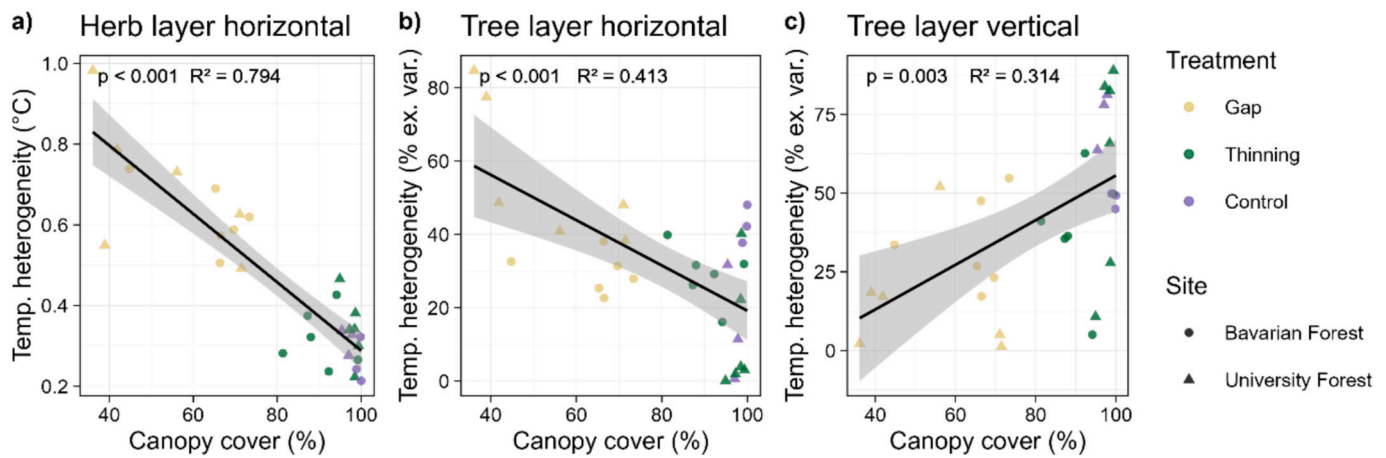 a) Herb layer horizontal
p < 0.001 R² = 0.794
Temp. heterogeneity (°C)
1.0
0.8
0.6
0.4
0.2
40 60 80 100
Canopy cover (%)
b) Tree layer horizontal
p < 0.001 R² = 0.413
Temp. heterogeneity (% ex. var.)
80
60
40
20
0
40 60 80 100
Canopy cover (%)
c) Tree layer vertical
p = 0.003 R² = 0.314
Temp. heterogeneity (% ex. var.)
75
50
25
0
40 60 80 100
Canopy cover (%)
Treatment
Gap
Thinning
Control
Site
Bavarian Forest
University Forest